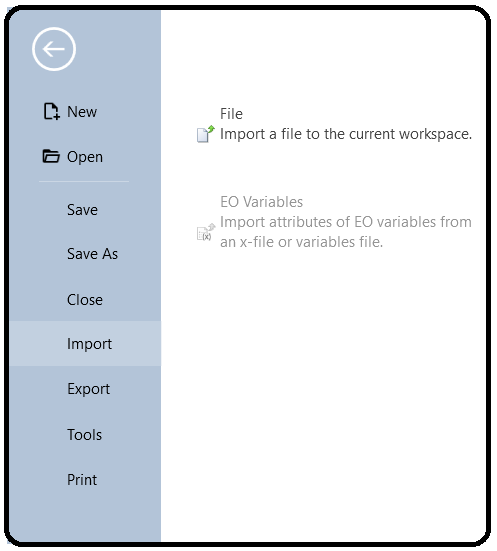 New
Open
Save
Save As
Close
Import
Export
Tools
Print
File
Import a file to the current workspace.
EO Variables
Import attributes of EO variables from
an x-file or variables file.